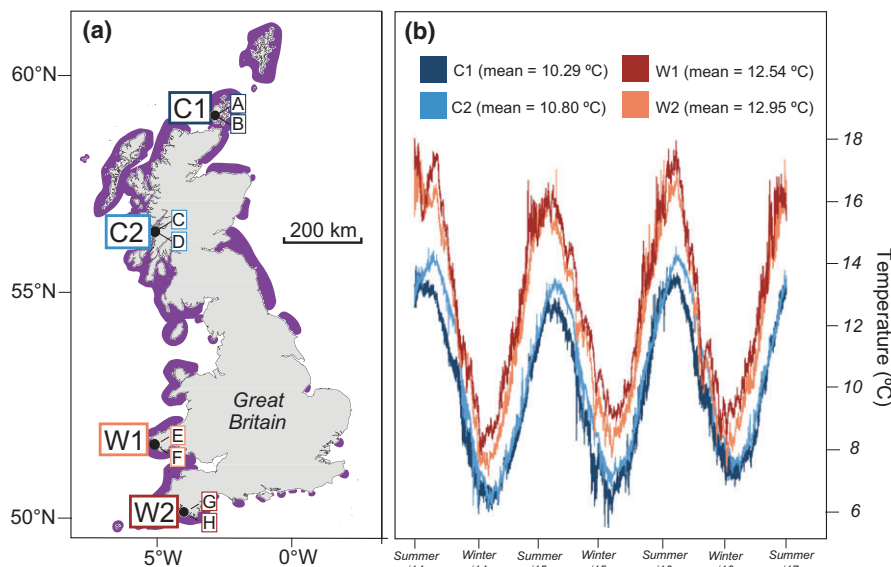 (a)
60°N
55°N
50°N
5°W
0°W
C1
A
B
C2
C
D
200 km
Great
Britain
W1
E
F
W2
G
H
(b)
C1 (mean = 10.29 ºC)
W1 (mean = 12.54 ºC)
C2 (mean = 10.80 ºC)
W2 (mean = 12.95 ºC)
18
16
14
12
10
8
6
Temperature (ºC)
Summer
Winter
Summer
Winter
Summer
Winter
Summer